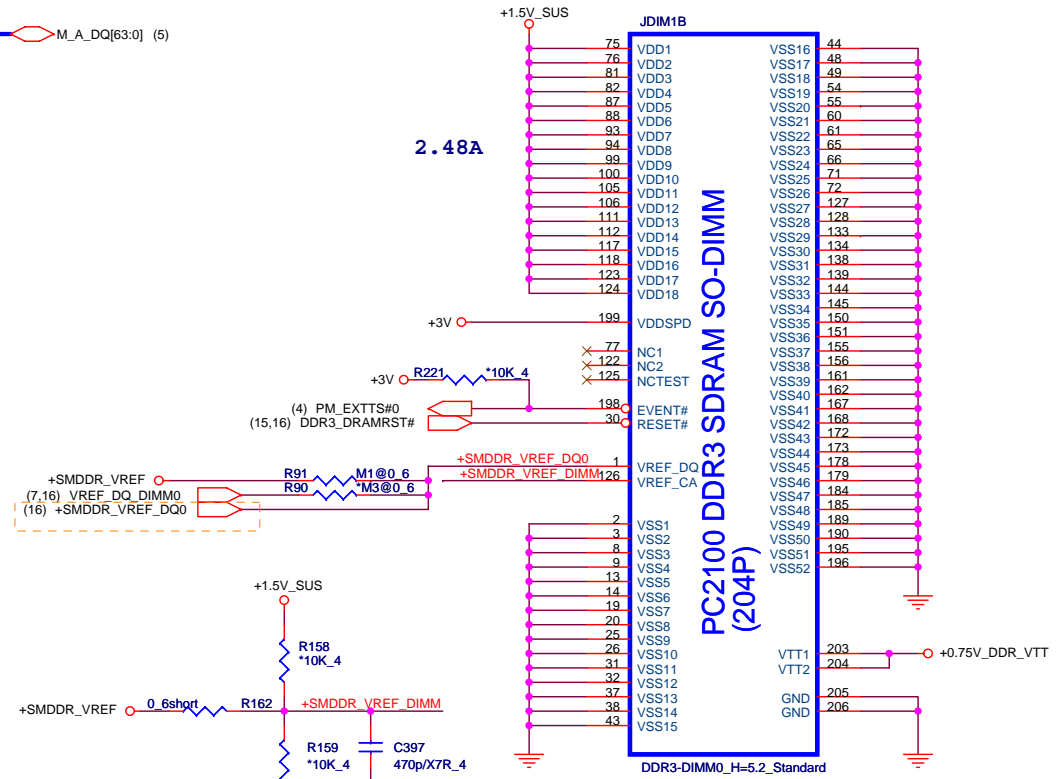 M_A_DQ[63:0] (5)
+1.5V_SUS
JDIM1B
2.48A
75 VDD1
76 VDD2
81 VDD3
82 VDD4
87 VDD5
88 VDD6
93 VDD7
94 VDD8
99 VDD9
100 VDD10
105 VDD11
106 VDD12
111 VDD13
112 VDD14
117 VDD15
118 VDD16
123 VDD17
124 VDD18
+3V 199 VDDSPD
77 NC1
122 NC2
125 NCTEST
+3V R221 *10K_4
(4) PM_EXTTS#0 198 EVENT#
(15,16) DDR3_DRAMRST# 30 RESET#
+SMDDR_VREF_DQ0 1 VREF_DQ
+SMDDR_VREF_DIMM 126 VREF_CA
+SMDDR_VREF R91 M1@0_6
(7,16) VREF_DQ_DIMM0 R90 *M3@0_6
(16) +SMDDR_VREF_DQ0
2 VSS1
3 VSS2
8 VSS3
9 VSS4
13 VSS5
14 VSS6
19 VSS7
20 VSS8
25 VSS9
26 VSS10
31 VSS11
32 VSS12
37 VSS13
38 VSS14
43 VSS15
PC2100 DDR3 SDRAM SO-DIMM
(204P)
VSS16 44
VSS17 48
VSS18 49
VSS19 54
VSS20 55
VSS21 60
VSS22 61
VSS23 65
VSS24 66
VSS25 71
VSS26 72
VSS27 127
VSS28 128
VSS29 133
VSS30 134
VSS31 138
VSS32 139
VSS33 144
VSS34 145
VSS35 150
VSS36 151
VSS37 155
VSS38 156
VSS39 161
VSS40 162
VSS41 167
VSS42 168
VSS43 172
VSS44 173
VSS45 178
VSS46 179
VSS47 184
VSS48 185
VSS49 189
VSS50 190
VSS51 195
VSS52 196
VTT1 203
VTT2 204
+0.75V_DDR_VTT
GND 205
GND 206
DDR3-DIMM0_H=5.2_Standard
+1.5V_SUS
R158
*10K_4
+SMDDR_VREF 0_6short R162 +SMDDR_VREF_DIMM
R159
*10K_4
C397
470p/X7R_4